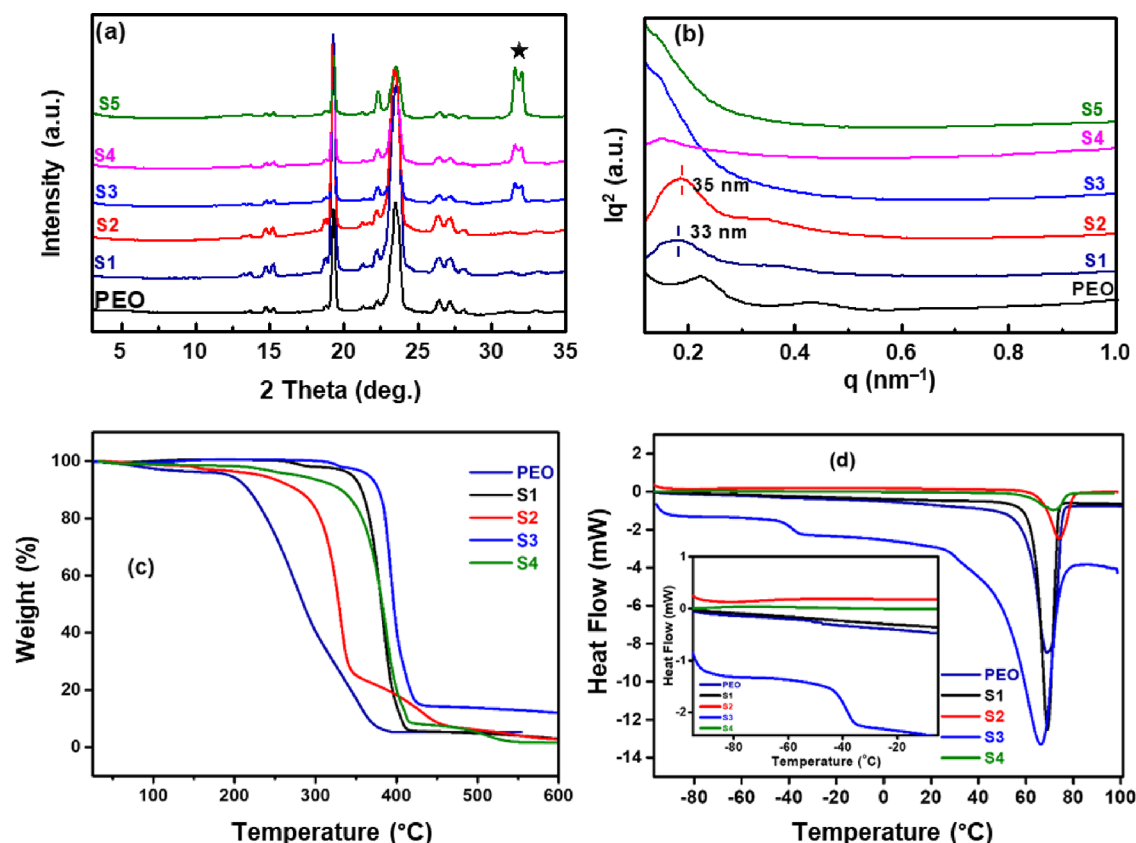 (a)
★
S5
S4
S3
S2
S1
PEO
Intensity (a.u.)
5 10 15 20 25 30 35
2 Theta (deg.)
(b)
S5
S4
35 nm
S3
S2
33 nm
S1
PEO
Iq² (a.u.)
0.2 0.4 0.6 0.8 1.0
q (nm⁻¹)
100
80
60
40
20
0
Weight (%)
(c)
PEO
S1
S2
S3
S4
100 200 300 400 500 600
Temperature (°C)
(d)
2
0
-2
-4
-6
-8
-10
-12
-14
Heat Flow (mW)
1
0
-1
-2
Heat Flow (mW)
PEO
S1
S2
S3
S4
-80 -60 -40 -20
Temperature (°C)
PEO
S1
S2
S3
S4
-80 -60 -40 -20 0 20 40 60 80 100
Temperature (°C)